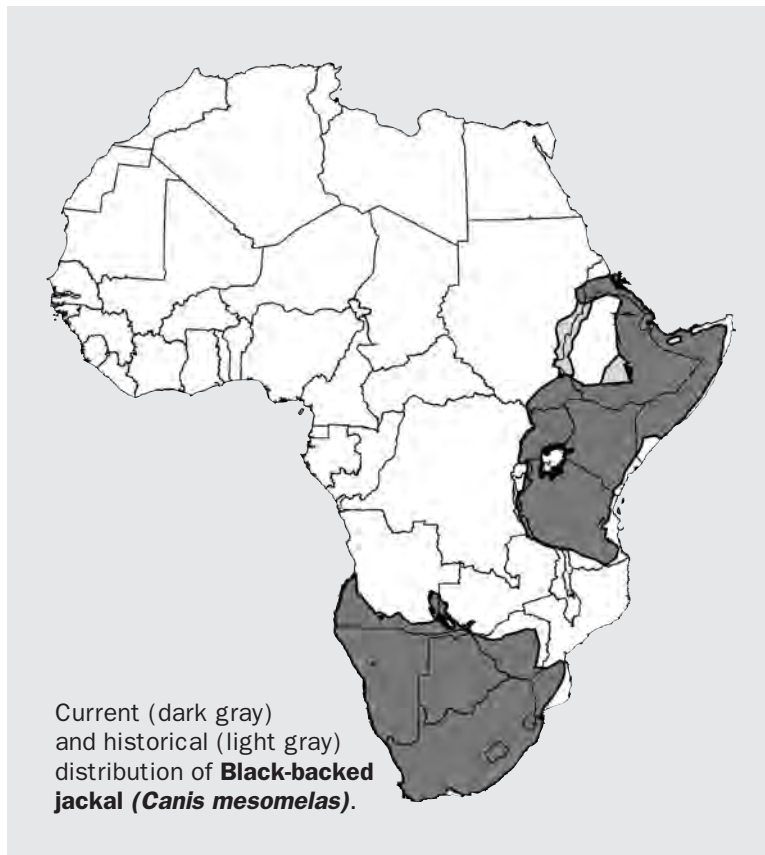 Current (dark gray)
and historical (light gray)
distribution of Black-backed
jackal (Canis mesomelas).